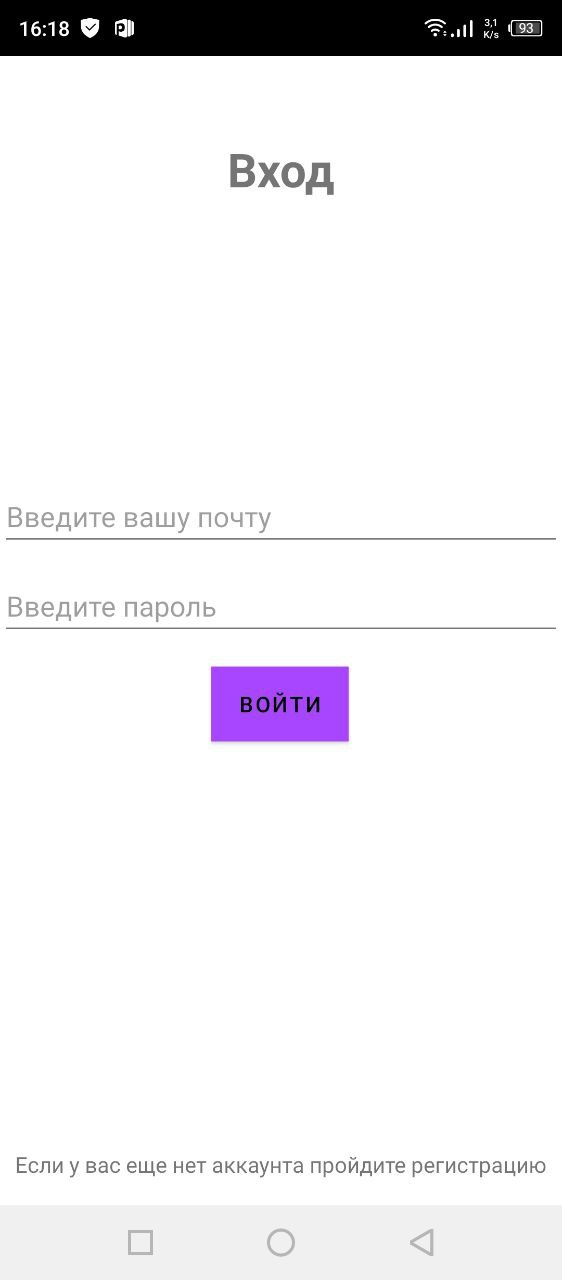 16:18
3,1
K/s
93
Вход
Введите вашу почту
Введите пароль
ВОЙТИ
Если у вас еще нет аккаунта пройдите регистрацию